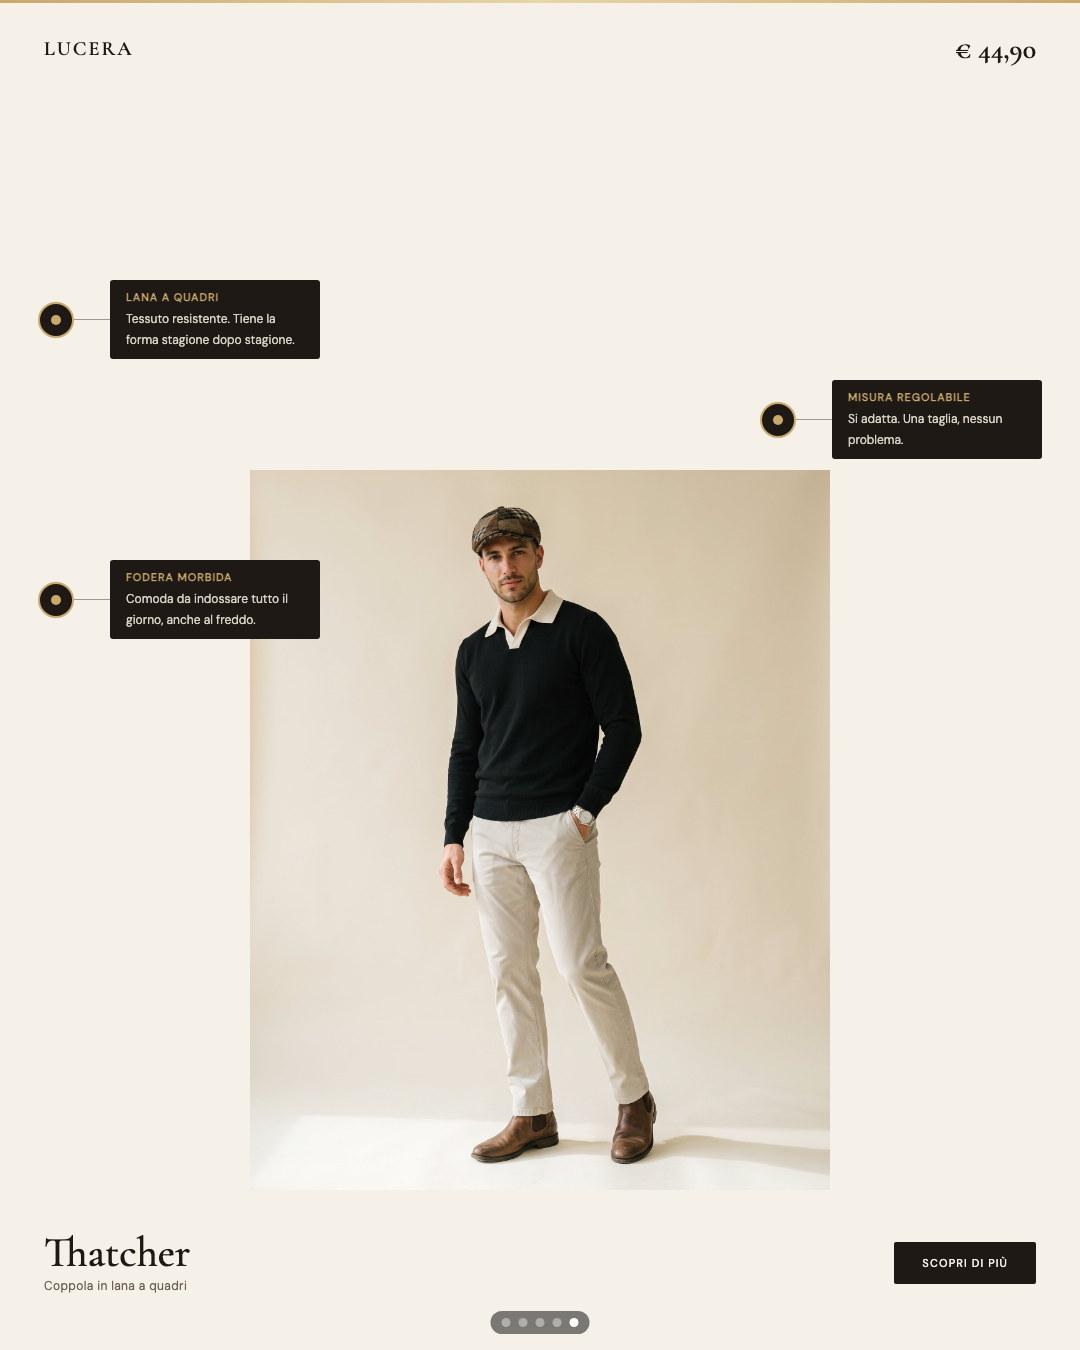 LUCERA
€ 44,90
LANA A QUADRI
Tessuto resistente. Tiene la
forma stagione dopo stagione.
MISURA REGOLABILE
Si adatta. Una taglia, nessun
problema.
FODERA MORBIDA
Comoda da indossare tutto il
giorno, anche al freddo.
Thatcher
Coppola in lana a quadri
SCOPRI DI PIÙ